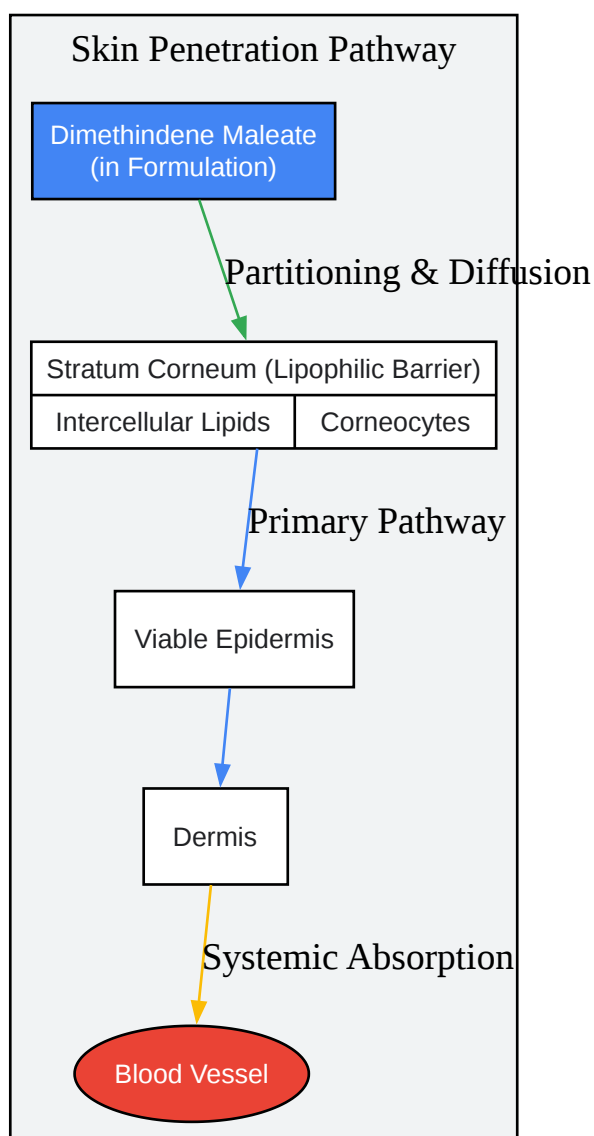 Skin Penetration Pathway
Dimethindene Maleate
(in Formulation)
Partitioning & Diffusion
Stratum Corneum (Lipophilic Barrier)
Intercellular Lipids
Corneocytes
Primary Pathway
Viable Epidermis
Dermis
Systemic Absorption
Blood Vessel